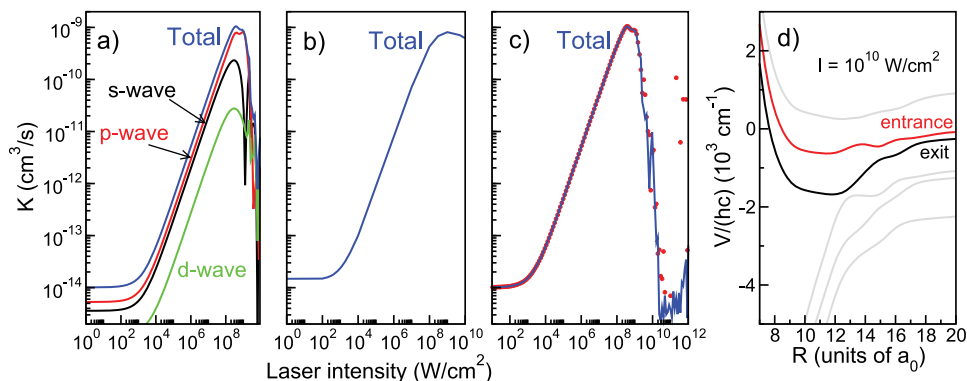 a)
Total
s-wave
p-wave
d-wave
K (cm³/s)
10⁻⁹
10⁻¹⁰
10⁻¹¹
10⁻¹²
10⁻¹³
10⁻¹⁴
10⁰ 10² 10⁴ 10⁶ 10⁸
b)
Total
10⁰ 10² 10⁴ 10⁶ 10⁸ 10¹⁰
c)
Total
10² 10⁴ 10⁶ 10⁸ 10¹⁰ 10¹²
Laser intensity (W/cm²)
d)
I = 10¹⁰ W/cm²
entrance
exit
V/(hc) (10³ cm⁻¹)
2
0
-2
-4
8 10 12 14 16 18 20
R (units of a₀)